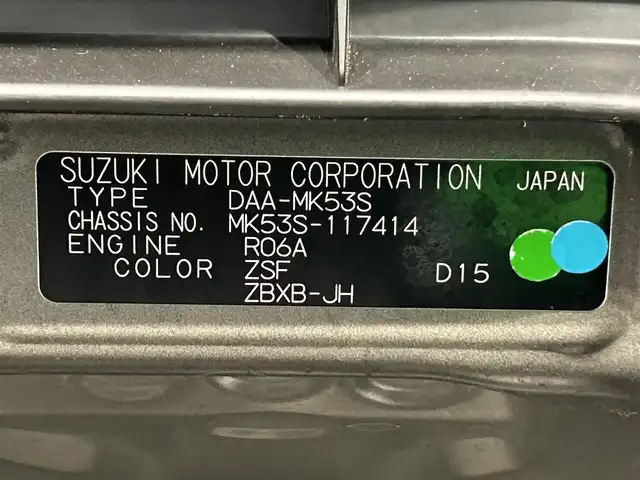 SUZUKI MOTOR CORPORATION JAPAN
TYPE DAA-MK53S
CHASSIS NO. MK53S-117414
ENGINE R06A
COLOR ZSF D15
ZBXB-JH